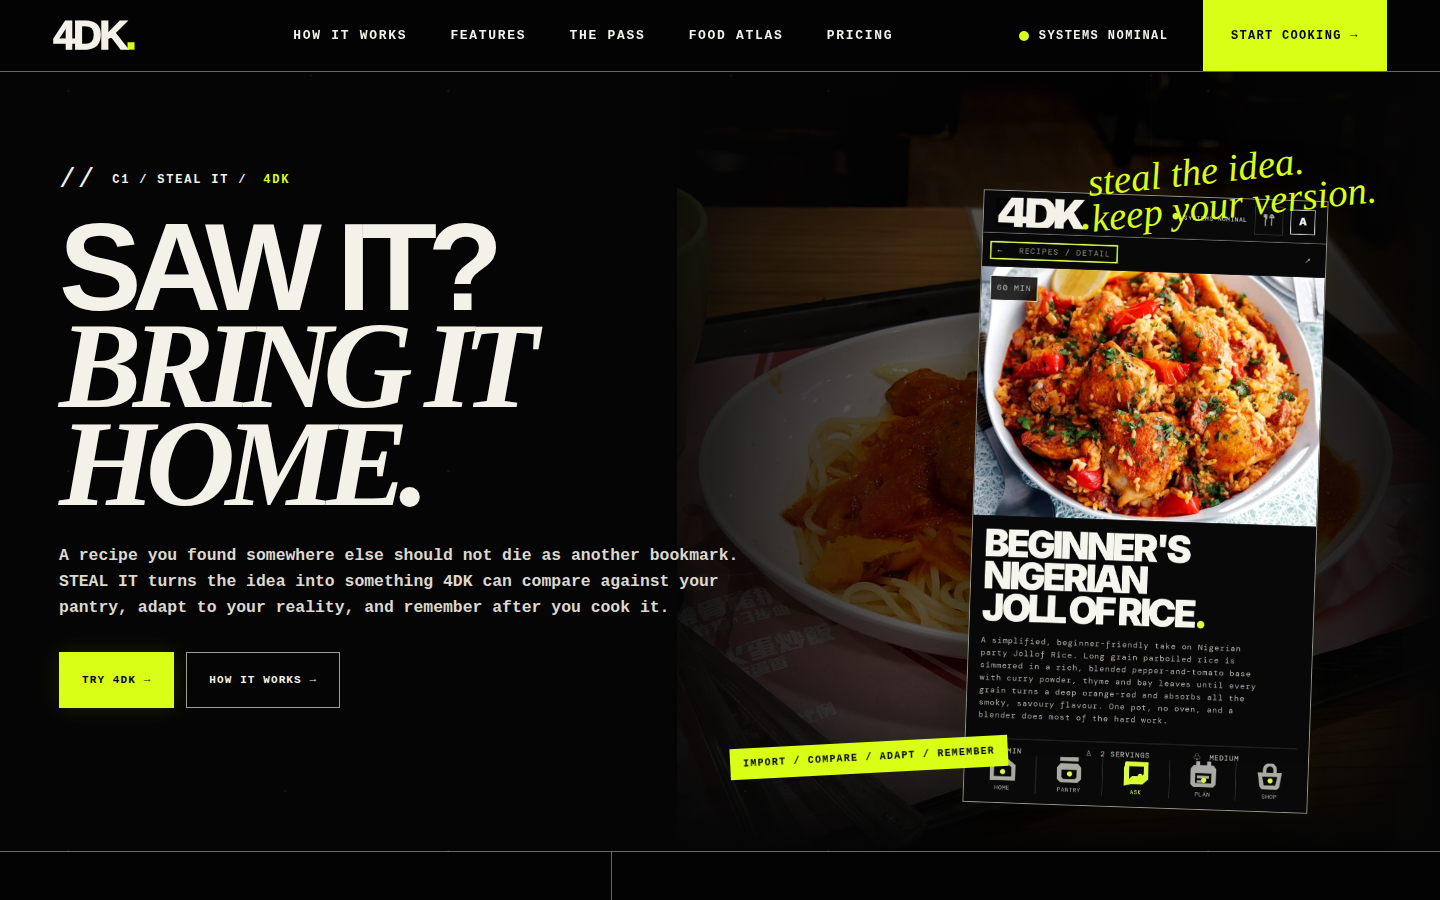 4DK.
HOW IT WORKS
FEATURES
THE PASS
FOOD ATLAS
PRICING
SYSTEMS NOMINAL
START COOKING →
// C1 / STEAL IT / 4DK
SAW IT?
BRING IT
HOME.
A recipe you found somewhere else should not die as another bookmark.
STEAL IT turns the idea into something 4DK can compare against your
pantry, adapt to your reality, and remember after you cook it.
TRY 4DK →
HOW IT WORKS →
steal the idea.
keep your version.
4DK.
A
← RECIPES / DETAIL
↗
60 MIN
BEGINNER'S
NIGERIAN
JOLLOF RICE.
A simplified, beginner-friendly take on Nigerian
party Jollof Rice. Long grain parboiled rice is
simmered in a rich, blended pepper-and-tomato base
with curry powder, thyme and bay leaves until every
grain turns a deep orange-red and absorbs all the
smoky, savoury flavour. One pot, no oven, and a
blender does most of the hard work.
MIN
2 SERVINGS
MEDIUM
IMPORT / COMPARE / ADAPT / REMEMBER
HOME
PANTRY
ASK
PLAN
SHOP